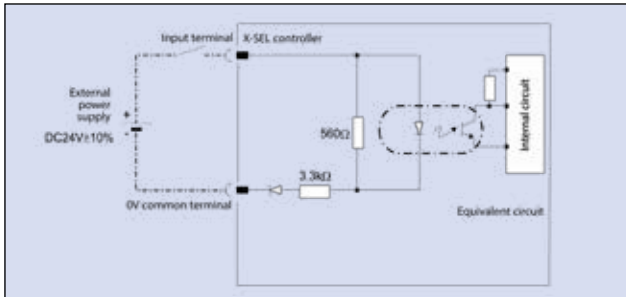 Input terminal
X-SEL controller
External
power
supply
+
-
DC24V±10%
560Ω
3.3kΩ
Internal circuit
0V common terminal
Equivalent circuit